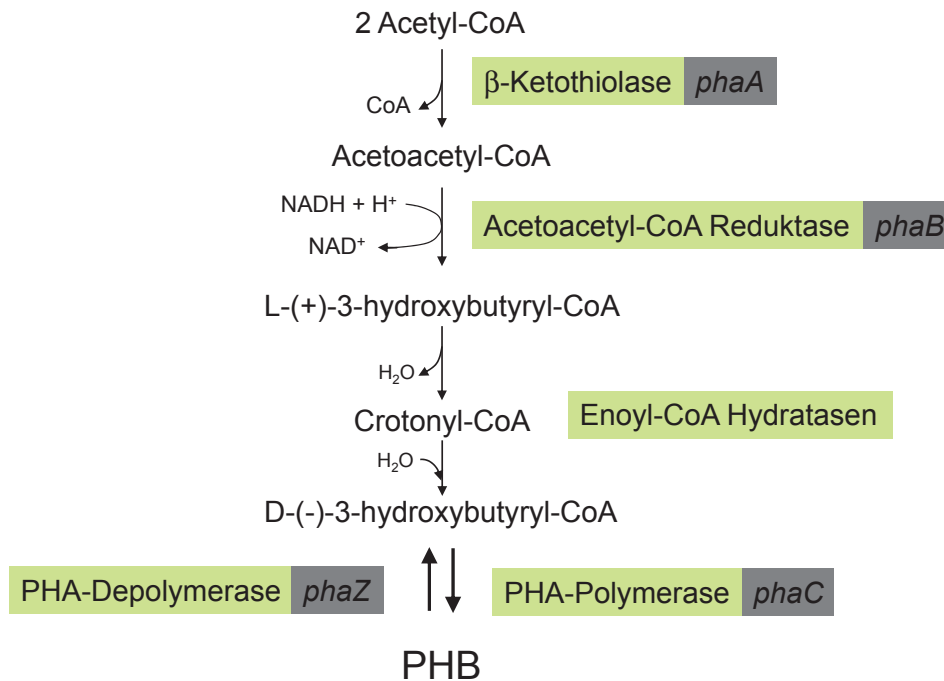 2 Acetyl-CoA
β-Ketothiolase phaA
CoA
Acetoacetyl-CoA
NADH + H⁺
Acetoacetyl-CoA Reduktase phaB
NAD⁺
L-(+)-3-hydroxybutyryl-CoA
H₂O
Crotonyl-CoA
Enoyl-CoA Hydratasen
H₂O
D-(-)-3-hydroxybutyryl-CoA
PHA-Depolymerase phaZ
PHA-Polymerase phaC
PHB